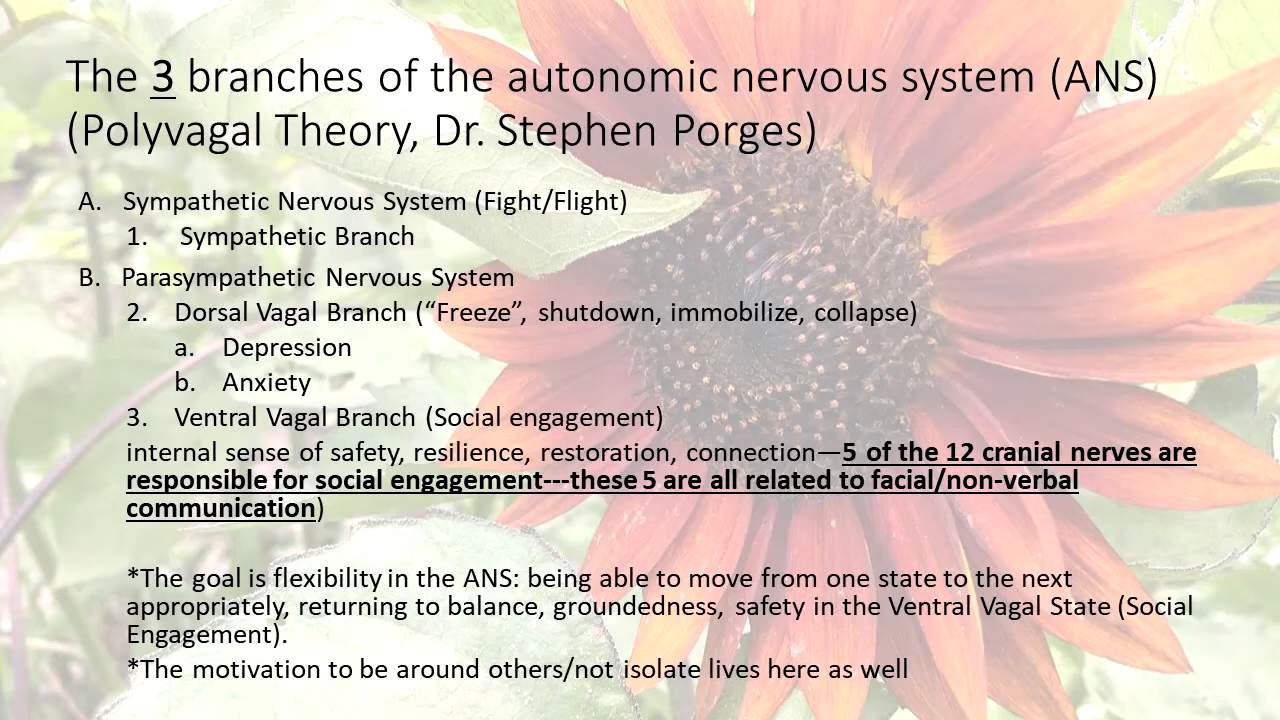 The 3 branches of the autonomic nervous system (ANS)
(Polyvagal Theory, Dr. Stephen Porges)
A. Sympathetic Nervous System (Fight/Flight)
1. Sympathetic Branch
B. Parasympathetic Nervous System
2. Dorsal Vagal Branch (“Freeze”, shutdown, immobilize, collapse)
a. Depression
b. Anxiety
3. Ventral Vagal Branch (Social engagement)
internal sense of safety, resilience, restoration, connection—5 of the 12 cranial nerves are
responsible for social engagement---these 5 are all related to facial/non-verbal
communication)
*The goal is flexibility in the ANS: being able to move from one state to the next
appropriately, returning to balance, groundedness, safety in the Ventral Vagal State (Social
Engagement).
*The motivation to be around others/not isolate lives here as well